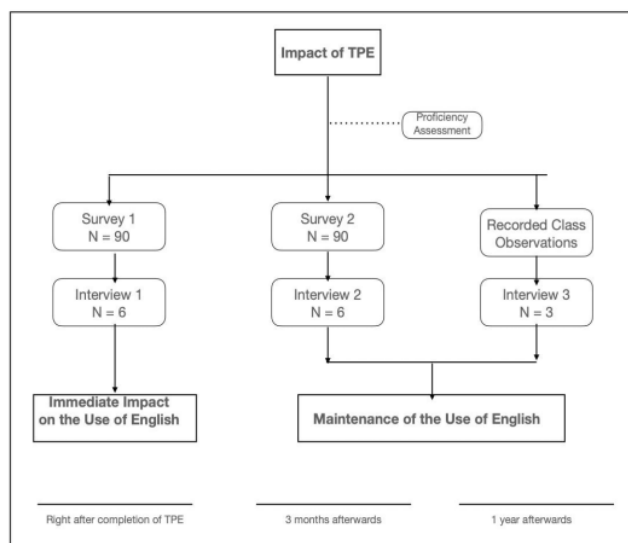 Impact of TPE
Proficiency
Assessment
Survey 1
N = 90
Survey 2
N = 90
Recorded Class
Observations
Interview 1
N = 6
Interview 2
N = 6
Interview 3
N = 3
Immediate Impact
on the Use of English
Maintenance of the Use of English
Right after completion of TPE
3 months afterwards
1 year afterwards